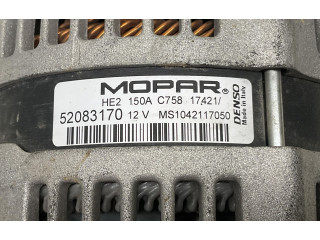 MOPAR
HE2 150A C758 17421/
52083170 12 V MS1042117050
DENSO
Made in Italy